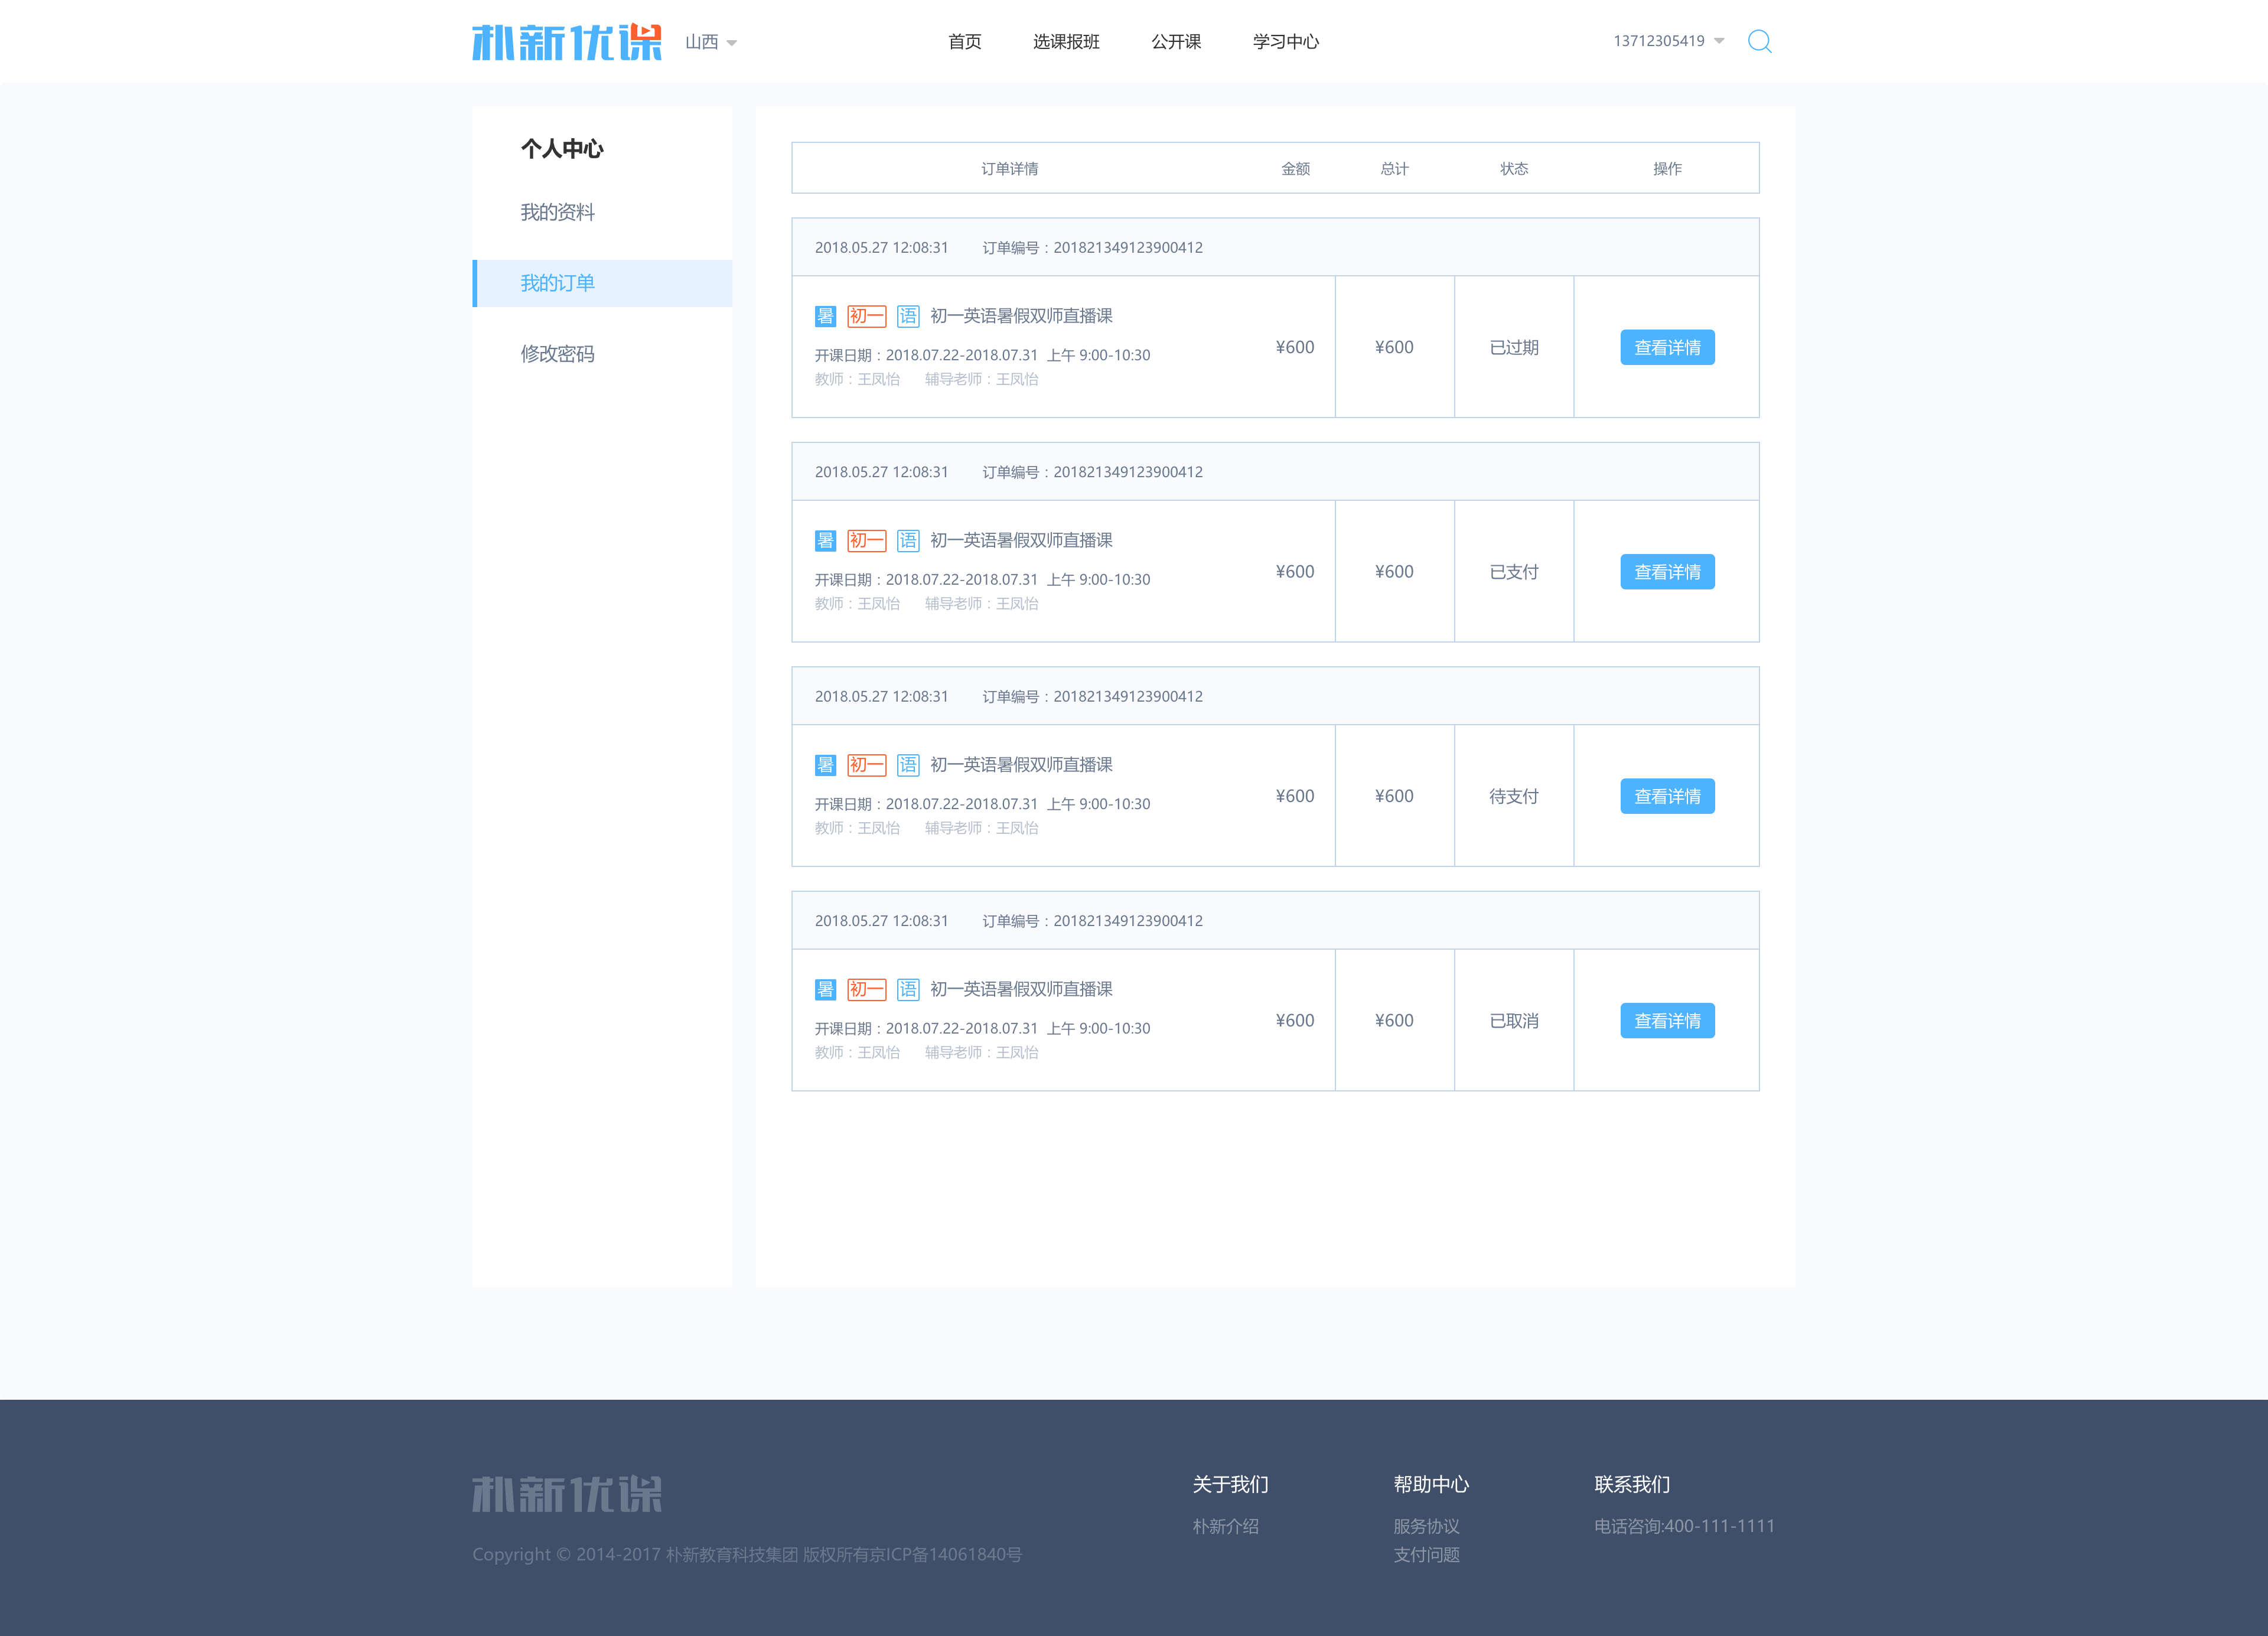 朴新优课 山西 首页 选课报班 公开课 学习中心 13712305419
个人中心
我的资料
我的订单
修改密码
订单详情 金额 总计 状态 操作
2018.05.27 12:08:31 订单编号：201821349123900412
暑 初一 语 初一英语暑假双师直播课
开课日期：2018.07.22-2018.07.31 上午 9:00-10:30
教师：王凤怡 辅导老师：王凤怡
¥600 ¥600 已过期 查看详情
2018.05.27 12:08:31 订单编号：201821349123900412
暑 初一 语 初一英语暑假双师直播课
开课日期：2018.07.22-2018.07.31 上午 9:00-10:30
教师：王凤怡 辅导老师：王凤怡
¥600 ¥600 已支付 查看详情
2018.05.27 12:08:31 订单编号：201821349123900412
暑 初一 语 初一英语暑假双师直播课
开课日期：2018.07.22-2018.07.31 上午 9:00-10:30
教师：王凤怡 辅导老师：王凤怡
¥600 ¥600 待支付 查看详情
2018.05.27 12:08:31 订单编号：201821349123900412
暑 初一 语 初一英语暑假双师直播课
开课日期：2018.07.22-2018.07.31 上午 9:00-10:30
教师：王凤怡 辅导老师：王凤怡
¥600 ¥600 已取消 查看详情
朴新优课
Copyright © 2014-2017 朴新教育科技集团 版权所有京ICP备14061840号
关于我们
朴新介绍
帮助中心
服务协议
支付问题
联系我们
电话咨询:400-111-1111